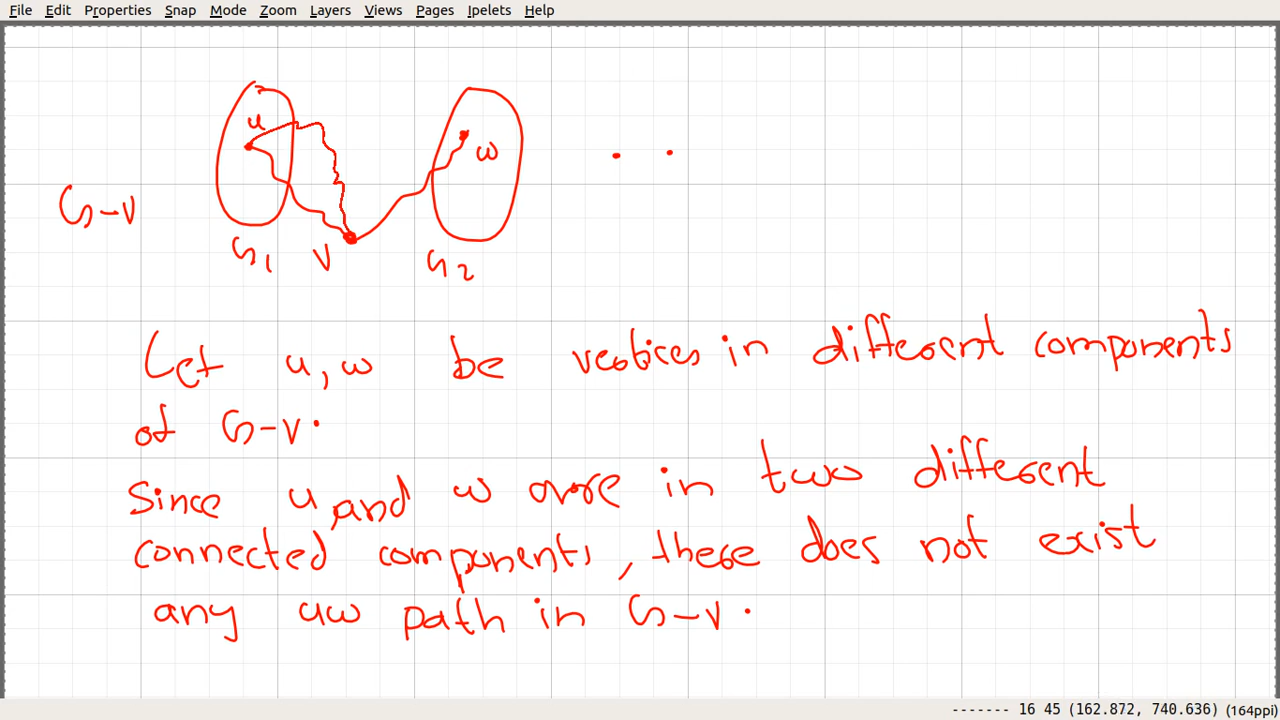 File Edit Properties Snap Mode Zoom Layers Views Pages Ipelets Help
u
w
G-v
G1 v G2
Let u, w be vertices in different components
of G-v.
Since u and w are in two different
connected components, there does not exist
any uw path in G-v.
------- 16 45 (162.872, 740.636) (164ppi)